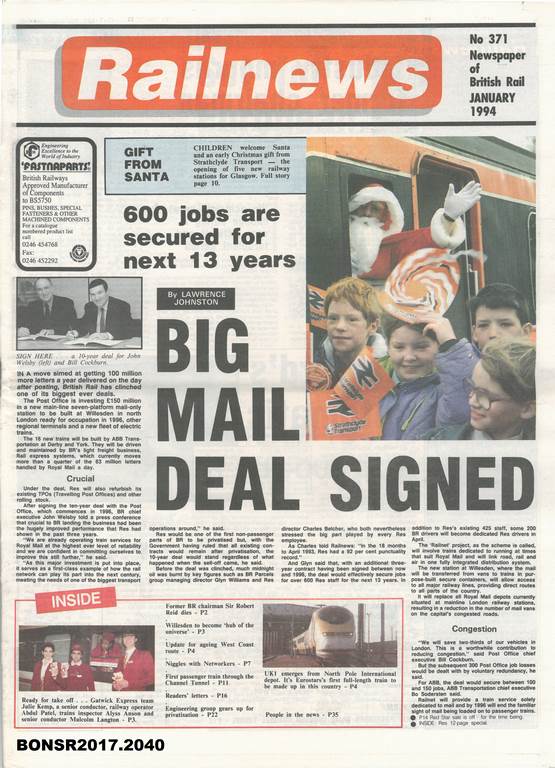 Railnews
No 371
Newspaper
of
British Rail
JANUARY
1994
Engineering
Excellence to the
World of Industry
'FASTNAPARTS'
British Railways
Approved Manufacturer
of Components
to BS5750
PINS, BUSHES, SPECIAL
FASTENERS & OTHER
MACHINED COMPONENTS
For a catalogue
numbered product list
call
0246 454768
Fax:
0246 452292
GIFT
FROM
SANTA
CHILDREN welcome Santa
and an early Christmas gift from
Strathclyde Transport — the
opening of five new railway
stations for Glasgow. Full story
page 10.
600 jobs are
secured for
next 13 years
By LAWRENCE
JOHNSTON
BIG
MAIL
DEAL SIGNED
Strathclyde
Transport
SIGN HERE . . . a 10-year deal for John
Welsby (left) and Bill Cockburn.
IN A move aimed at getting 100 million
more letters a year delivered on the day
after posting, British Rail has clinched
one of its biggest ever deals.
The Post Office is investing £150 million
in a new main-line seven-platform mail-only
station to be built at Willesden in north
London ready for occupation in 1996, other
regional terminals and a new fleet of electric
trains.
The 16 new trains will be built by ABB Trans-
portation at Derby and York. They will be driven
and maintained by BR's light freight business,
Rail express systems, which currently moves
more than a quarter of the 63 million letters
handled by Royal Mail a day.
Crucial
Under the deal, Res will also refurbish its
existing TPOs (Travelling Post Offices) and other
rolling stock.
After signing the ten-year deal with the Post
Office, which commences in 1996, BR chief
executive John Welsby told a press conference
that crucial to BR landing the business had been
the hugely improved performance that Res had
shown in the past three years.
"We are already operating train services for
Royal Mail at the highest ever level of reliability
and we are confident in committing ourselves to
improve this still further," he said.
"As this major investment is put into place,
it serves as a first-class example of how the rail
network can play its part into the next century,
meeting the needs of one of the biggest transport
operations around," he said.
Res would be one of the first non-passenger
parts of BR to be privatised but, with the
Government having ruled that all existing con-
tracts would remain after privatisation, the
10-year deal would stand regardless of what
happened when the sell-off came, he said.
Before the deal was clinched, much midnight
oil was burnt by key figures such as BR Parcels
group managing director Glyn Williams and Res
director Charles Belcher, who both nevertheless
stressed the big part played by every Res
employee.
As Charles told Railnews: "In the 18 months
to April 1993, Res had a 92 per cent punctuality
record."
And Glyn said that, with an additional three-
year contract having been signed between now
and 1996, the deal would effectively secure jobs
for over 600 Res staff for the next 13 years. In
addition to Res's existing 425 staff, some 200
BR drivers will become dedicated Res drivers in
April.
The 'Railnet' project, as the scheme is called,
will involve trains dedicated to running at times
that suit Royal Mail and will link road, rail and
air in one fully integrated distribution system.
The new station at Willesden, where the mail
will be transferred from vans to trains in pur-
pose-built secure containers, will allow access
to all major railway lines, providing direct routes
to all parts of the country.
It will replace all Royal Mail depots currently
situated at mainline London railway stations,
resulting in a reduction of the number of mail vans
on the capital's congested roads.
Congestion
"We will save two-thirds of our vehicles in
London. This is a worthwhile contribution to
reducing congestion," said Post Office chief
executive Bill Cockburn.
But the subsequent 300 Post Office job losses
would be dealt with by voluntary redundancy, he
said.
For ABB, the deal would secure between 100
and 150 jobs, ABB Transportation chief executive
Bo Sodersten said.
Railnet will provide a train service solely
dedicated to mail and by 1996 will end the familiar
sight of mail being loaded on to passenger trains.
● P14 Red Star sale is off - for the time being.
● INSIDE: Res 12-page special.
INSIDE
Ready for take off . . . Gatwick Express team
Julie Kemp, a senior conductor, railway operator
Abdul Patel, trains inspector Alyss Anson and
senior conductor Malcolm Langton - P3.
Former BR chairman Sir Robert
Reid dies - P2
Willesden to become 'hub of the
universe' - P3
Update for ageing West Coast
route - P4
Niggles with Networkers - P7
First passenger train through the
Channel Tunnel - P11
Readers' letters - P16
Engineering group gears up for
privatisation - P22
UK1 emerges from North Pole International
depot. It's Eurostar's first full-length train to
be made up in this country - P4
People in the news - P35
BONSR2017.2040